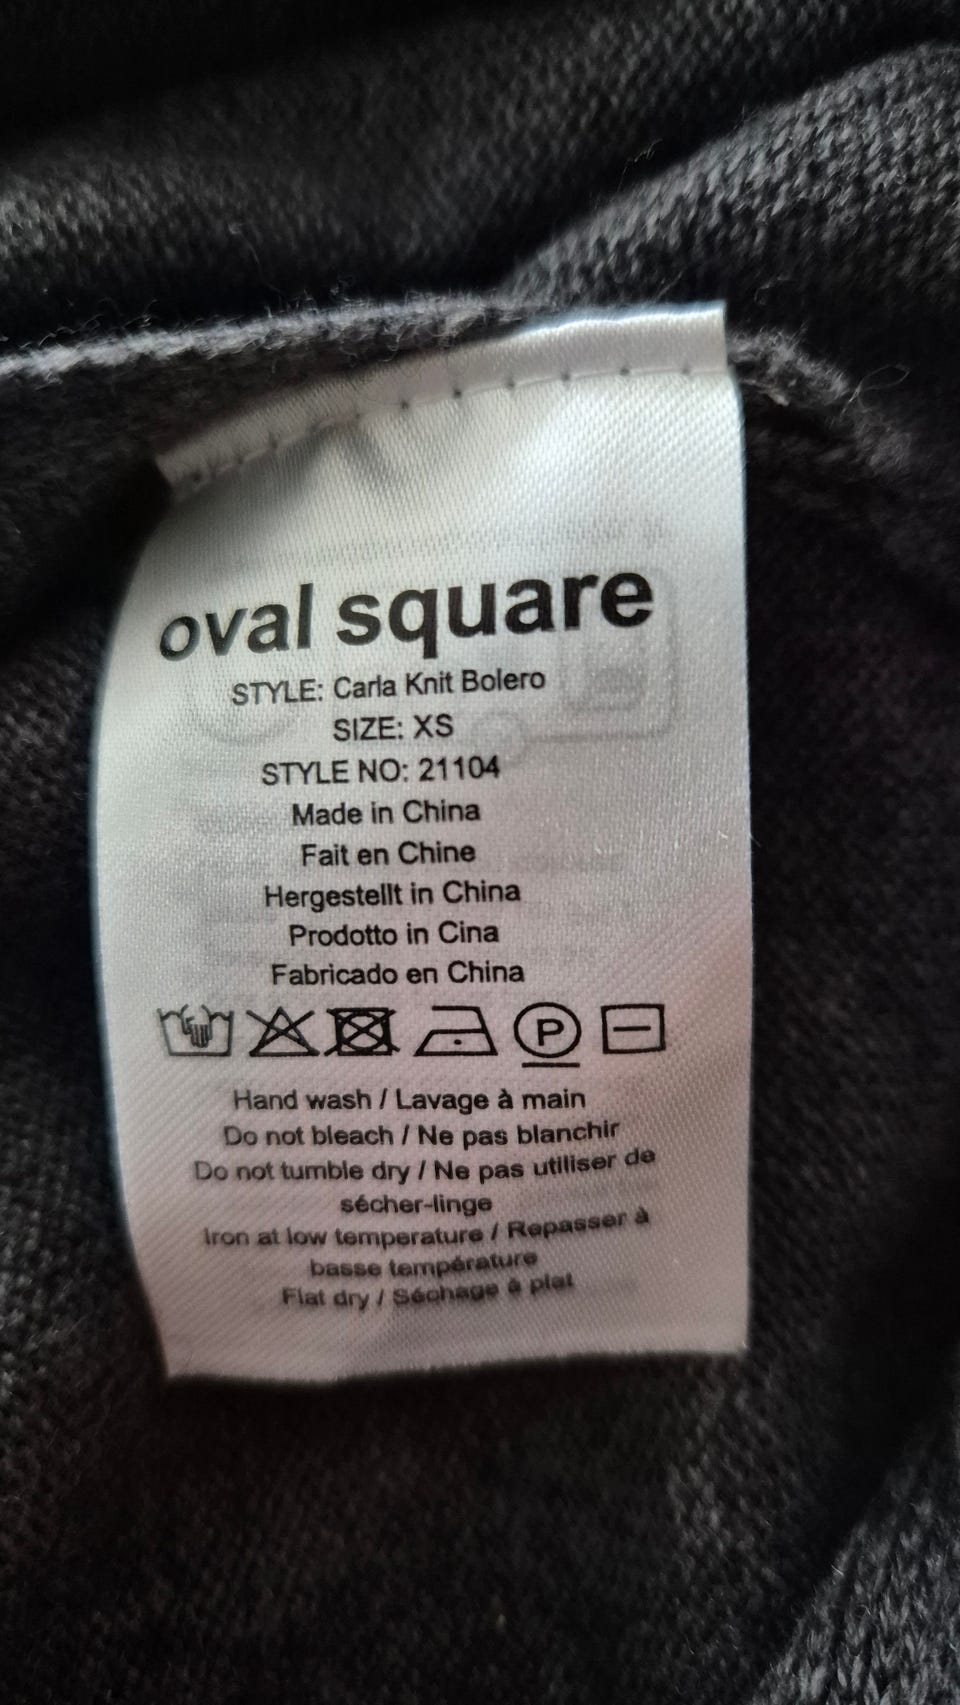 oval square
STYLE: Carla Knit Bolero
SIZE: XS
STYLE NO: 21104
Made in China
Fait en Chine
Hergestellt in China
Prodotto in Cina
Fabricado en China
P
Hand wash / Lavage à main
Do not bleach / Ne pas blanchir
Do not tumble dry / Ne pas utiliser de
sécher-linge
Iron at low temperature / Repasser à
basse température
Flat dry / Séchage à plat